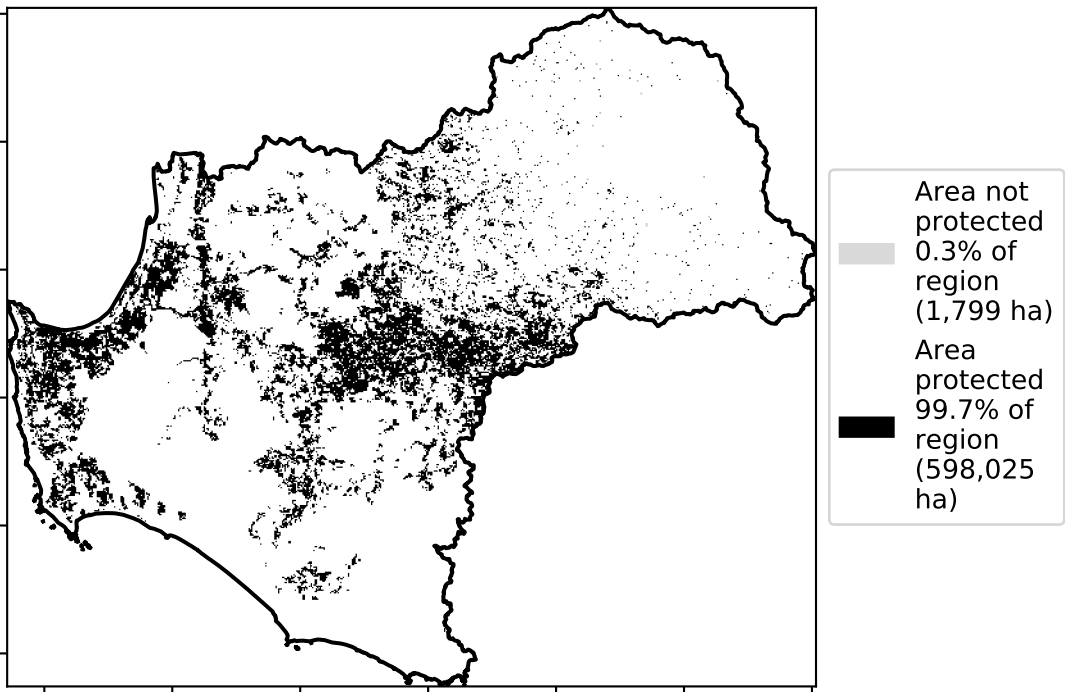 Area not
protected
0.3% of
region
(1,799 ha)
Area
protected
99.7% of
region
(598,025
ha)